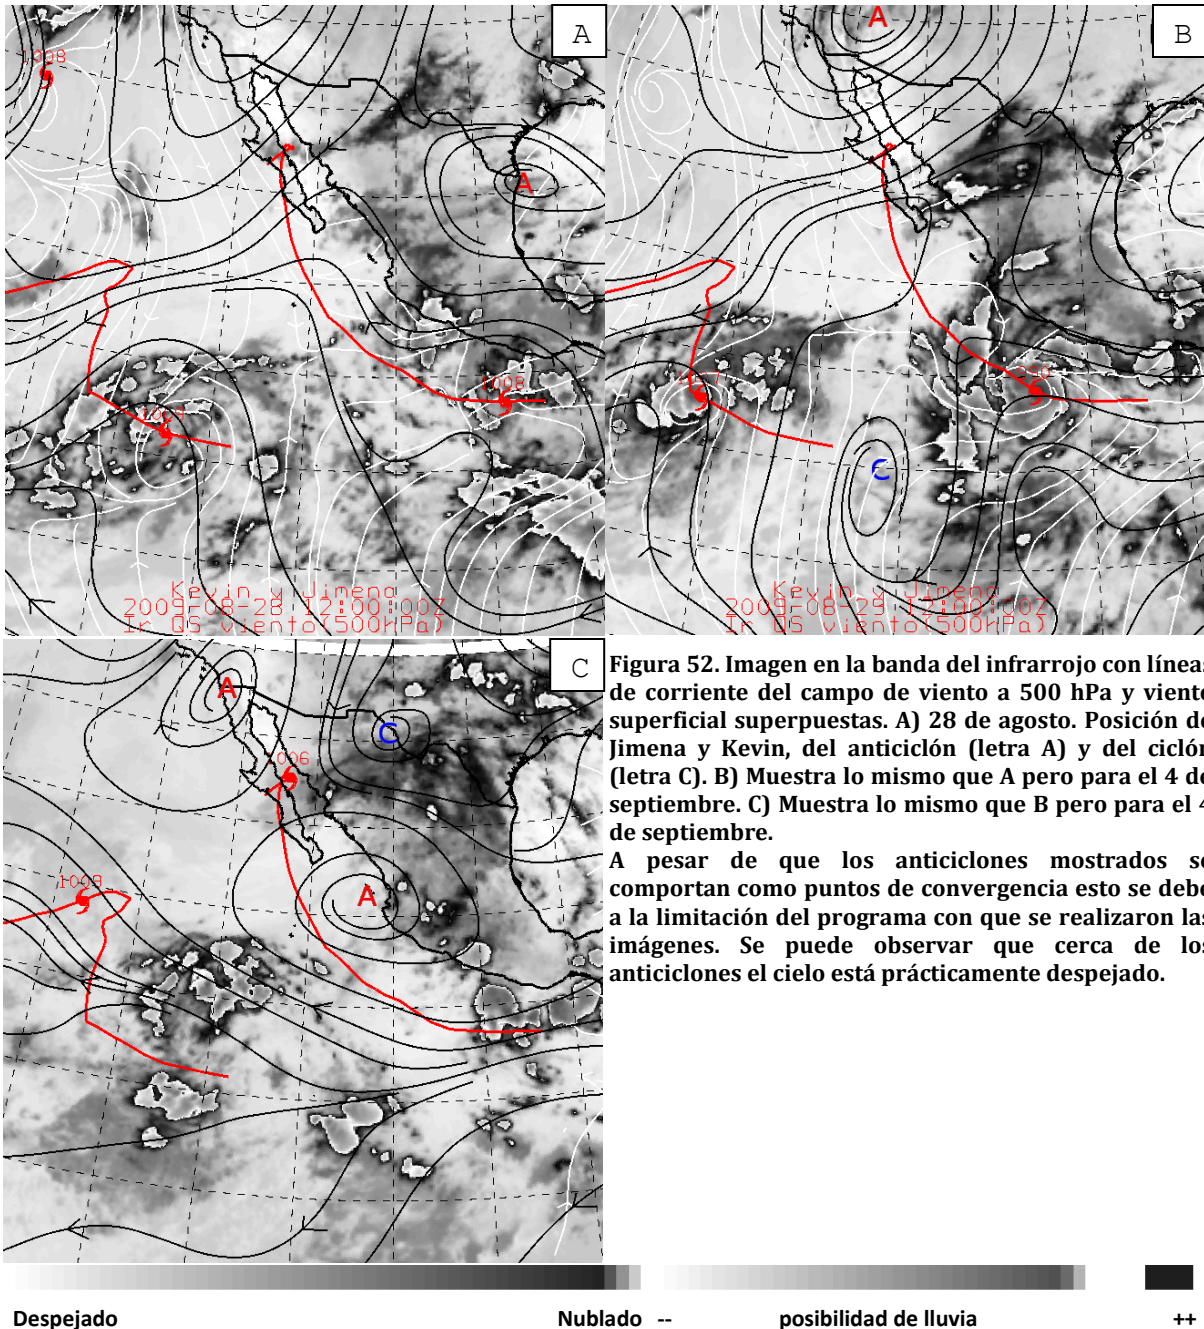 A
B
1008
A
A
1008
1009
Kevin y Jimena
2009-08-28 12:00:00Z
Ir QS viento(500hPa)
C
Kevin y Jimena
2009-08-29 12:00:00Z
Ir QS viento(500hPa)
C
A
C
1006
A
1009
Figura 52. Imagen en la banda del infrarrojo con línea
de corriente del campo de viento a 500 hPa y viento
superficial superpuestas. A) 28 de agosto. Posición de
Jimena y Kevin, del anticiclón (letra A) y del ciclón
(letra C). B) Muestra lo mismo que A pero para el 4 de
septiembre. C) Muestra lo mismo que B pero para el 4
de septiembre.
A pesar de que los anticiclones mostrados se
comportan como puntos de convergencia esto se debe
a la limitación del programa con que se realizaron las
imágenes. Se puede observar que cerca de los
anticiclones el cielo está prácticamente despejado.
Despejado Nublado -- posibilidad de lluvia ++